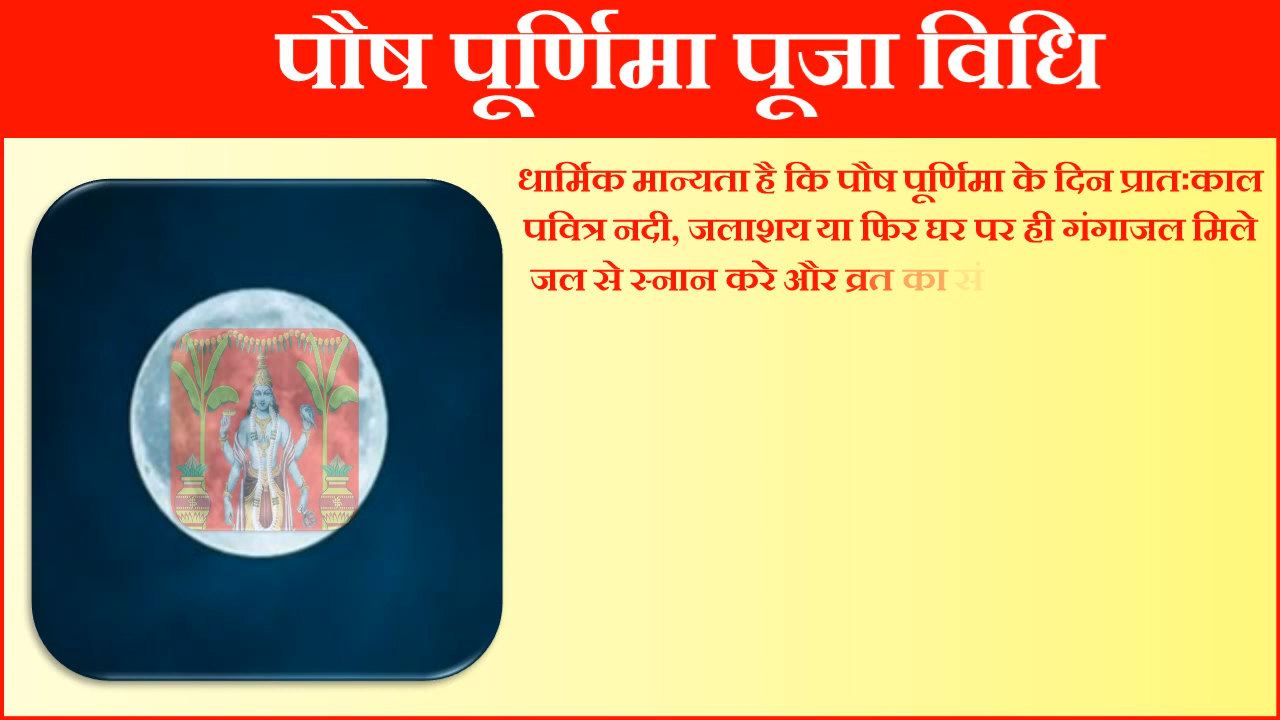 पौष पूर्णिमा पूजा विधि
धार्मिक मान्यता है कि पौष पूर्णिमा के दिन प्रातःकाल
पवित्र नदी, जलाशय या फिर घर पर ही गंगाजल मिले
जल से स्नान करे और व्रत का सं